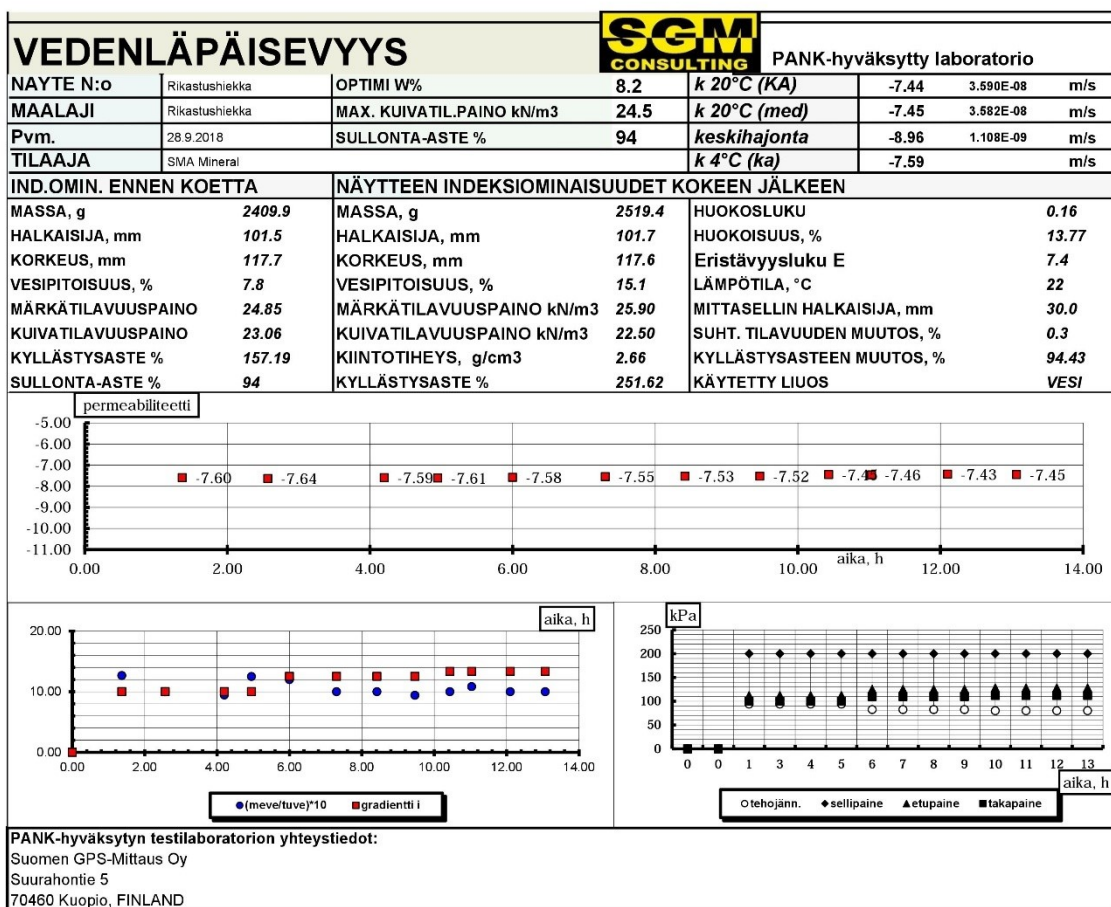 VEDENLÄPÄISEVYYS
SGM
CONSULTING
PANK-hyväksytty laboratorio
NÄYTE N:o Rikastushiekka OPTIMI W% 8.2 k 20°C (KA) -7.44 3.590E-08 m/s
MAALAJI Rikastushiekka MAX. KUIVATIL.PAINO kN/m3 24.5 k 20°C (med) -7.45 3.582E-08 m/s
Pvm. 28.9.2018 SULLONTA-ASTE % 94 keskihajonta -8.96 1.108E-09 m/s
TILAAJA SMA Mineral k 4°C (ka) -7.59 m/s
IND.OMIN. ENNEN KOETTA NÄYTTEEN INDEKSIOMINAISUUDET KOKEEN JÄLKEEN
MASSA, g 2409.9 MASSA, g 2519.4 HUOKOSLUKU 0.16
HALKAISIJA, mm 101.5 HALKAISIJA, mm 101.7 HUOKOISUUS, % 13.77
KORKEUS, mm 117.7 KORKEUS, mm 117.6 Eristävyysluku E 7.4
VESIPITOISUUS, % 7.8 VESIPITOISUUS, % 15.1 LÄMPÖTILA, °C 22
MÄRKÄTILAVUUSPAINO 24.85 MÄRKÄTILAVUUSPAINO kN/m3 25.90 MITTASELLIN HALKAISIJA, mm 30.0
KUIVATILAVUUSPAINO 23.06 KUIVATILAVUUSPAINO kN/m3 22.50 SUHT. TILAVUUDEN MUUTOS, % 0.3
KYLLÄSTYSASTE % 157.19 KIINTOTIHEYS, g/cm3 2.66 KYLLÄSTYSASTEEN MUUTOS, % 94.43
SULLONTA-ASTE % 94 KYLLÄSTYSASTE % 251.62 KÄYTETTY LIUOS VESI
permeabiliteetti
-5.00
-6.00
-7.00
-8.00
-9.00
-10.00
-11.00
-7.60 -7.64 -7.59 -7.61 -7.58 -7.55 -7.53 -7.52 -7.45 -7.46 -7.43 -7.45
aika, h
0.00 2.00 4.00 6.00 8.00 10.00 12.00 14.00
aika, h
20.00
10.00
0.00
0.00 2.00 4.00 6.00 8.00 10.00 12.00 14.00
(meve/tuve)*10 gradientti i
kPa
250
200
150
100
50
0
0 0 1 3 4 5 6 7 8 9 10 11 12 13
aika, h
tehojänn. sellipaine etupaine takapaine
PANK-hyväksytyn testilaboratorion yhteystiedot:
Suomen GPS-Mittaus Oy
Suurahontie 5
70460 Kuopio, FINLAND